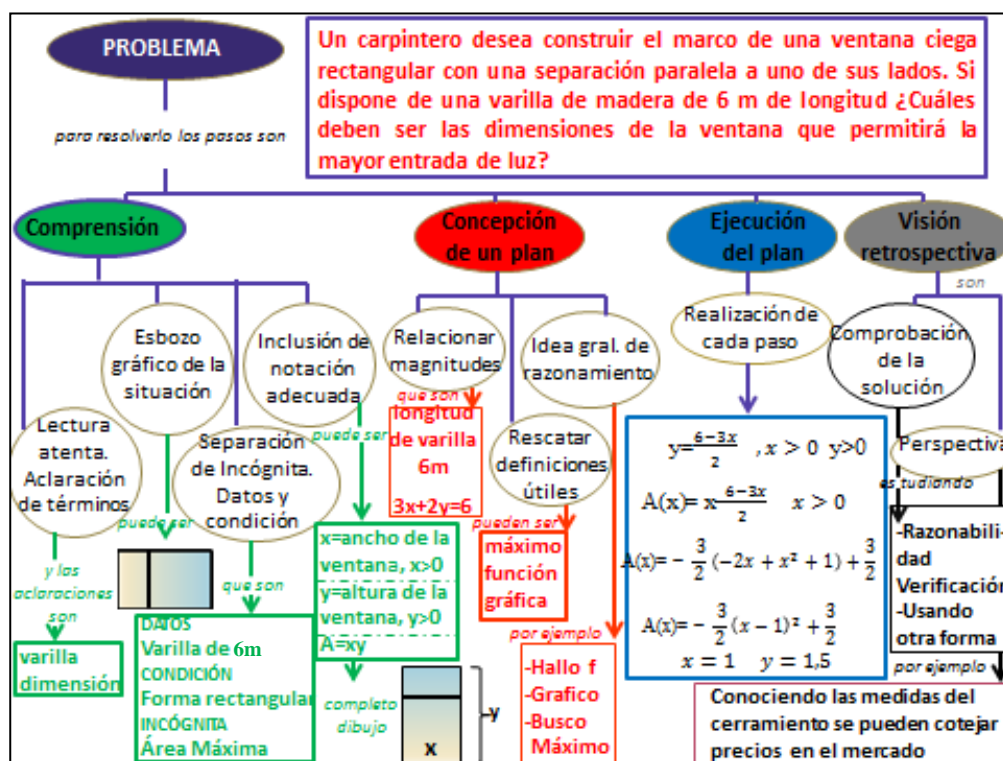 PROBLEMA
Un carpintero desea construir el marco de una ventana ciega
rectangular con una separación paralela a uno de sus lados. Si
dispone de una varilla de madera de 6 m de longitud ¿Cuáles
deben ser las dimensiones de la ventana que permitirá la
mayor entrada de luz?
para resolverlo los pasos son
Comprensión
Lectura
atenta.
Aclaración
de términos
y las
aclaraciones
son
varilla
dimensión
Esbozo
gráfico de la
situación
puede ser
Separación
de Incógnita.
Datos y
condición
que son
DATOS
Varilla de 6m
CONDICIÓN
Forma rectangular
INCÓGNITA
Área Máxima
Inclusión de
notación
adecuada
puede ser
x=ancho de la
ventana, x>0
y=altura de la
ventana, y>0
A=xy
completo
dibujo
x
y
Concepción
de un plan
Relacionar
magnitudes
que son
longitud
de varilla
6m
3x+2y=6
Rescatar
definiciones
útiles
pueden ser
máximo
función
gráfica
Idea gral. de
razonamiento
por ejemplo
-Hallo f
-Grafico
-Busco
Máximo
Ejecución
del plan
Realización de
cada paso
y=\frac{6-3x}{2} , x > 0 y>0
A(x)= x\frac{6-3x}{2} x > 0
A(x)= -\frac{3}{2}(-2x + x² + 1) + \frac{3}{2}
A(x)= -\frac{3}{2}(x - 1)² + \frac{3}{2}
x = 1 y = 1,5
Visión
retrospectiva
son
Comprobación
de la
solución
-Razonabili-
dad
Verificación
-Usando
otra forma
Perspectiva
estudiando
por ejemplo
Conociendo las medidas del
cerramiento se pueden cotejar
precios en el mercado